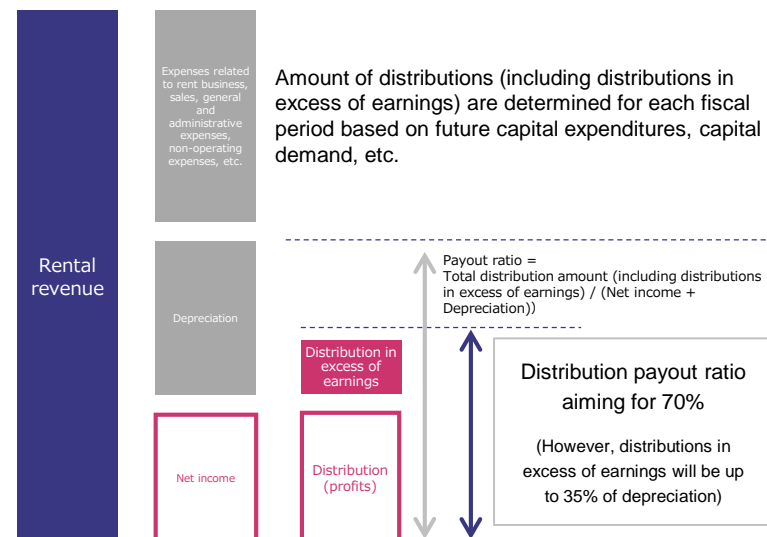 Rental
revenue
Expenses related
to rent business,
sales, general
and
administrative
expenses,
non-operating
expenses, etc.
Amount of distributions (including distributions in
excess of earnings) are determined for each fiscal
period based on future capital expenditures, capital
demand, etc.
Depreciation
Payout ratio =
Total distribution amount (including distributions
in excess of earnings) / (Net income +
Depreciation))
Distribution in
excess of
earnings
Distribution payout ratio
aiming for 70%
(However, distributions in
excess of earnings will be up
to 35% of depreciation)
Net income
Distribution
(profits)